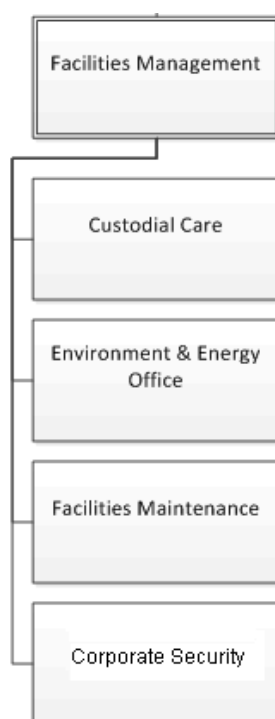 Facilities Management
Custodial Care
Environment & Energy
Office
Facilities Maintenance
Corporate Security